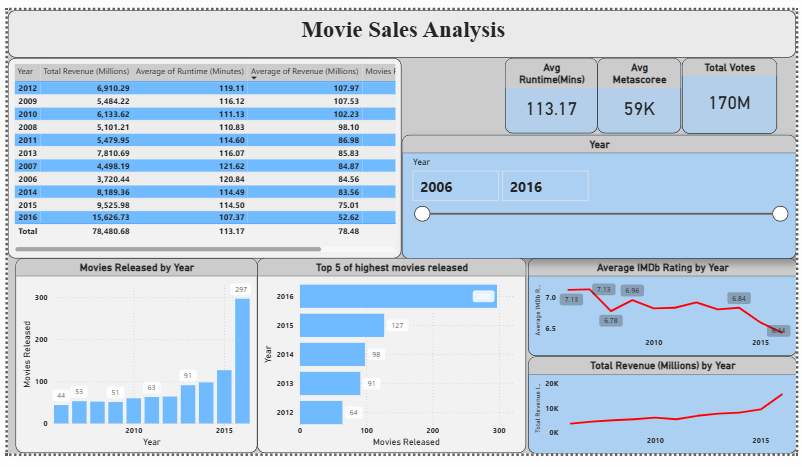 Movie Sales Analysis
Year Total Revenue (Millions) Average of Runtime (Minutes) Average of Revenue (Millions) Movies
2012 6,910.29 119.11 107.97
2009 5,484.22 116.12 107.53
2010 6,133.62 111.13 102.23
2008 5,101.21 110.83 98.10
2011 5,479.95 114.60 86.98
2013 7,810.69 116.07 85.83
2007 4,498.19 121.62 84.87
2006 3,720.44 120.84 84.56
2014 8,189.36 114.49 83.56
2015 9,525.98 114.50 75.01
2016 15,626.73 107.37 52.62
Total 78,480.68 113.17 78.48
Avg
Runtime(Mins)
113.17
Avg
Metascoree
59K
Total Votes
170M
Year
Year
2006 2016
Movies Released by Year
Movies Released
300
200
100
0
44 53 51 63 91 297
2010 2015
Year
Top 5 of highest movies released
Year
2016
2015 127
2014 98
2013 91
2012 64
0 100 200 300
Movies Released
Average IMDb Rating by Year
Average IMDb R...
7.0
6.5
7.13 7.13 6.78 6.96 6.84
2010 2015
Total Revenue (Millions) by Year
Total Revenue (...
20K
10K
0K
2010 2015